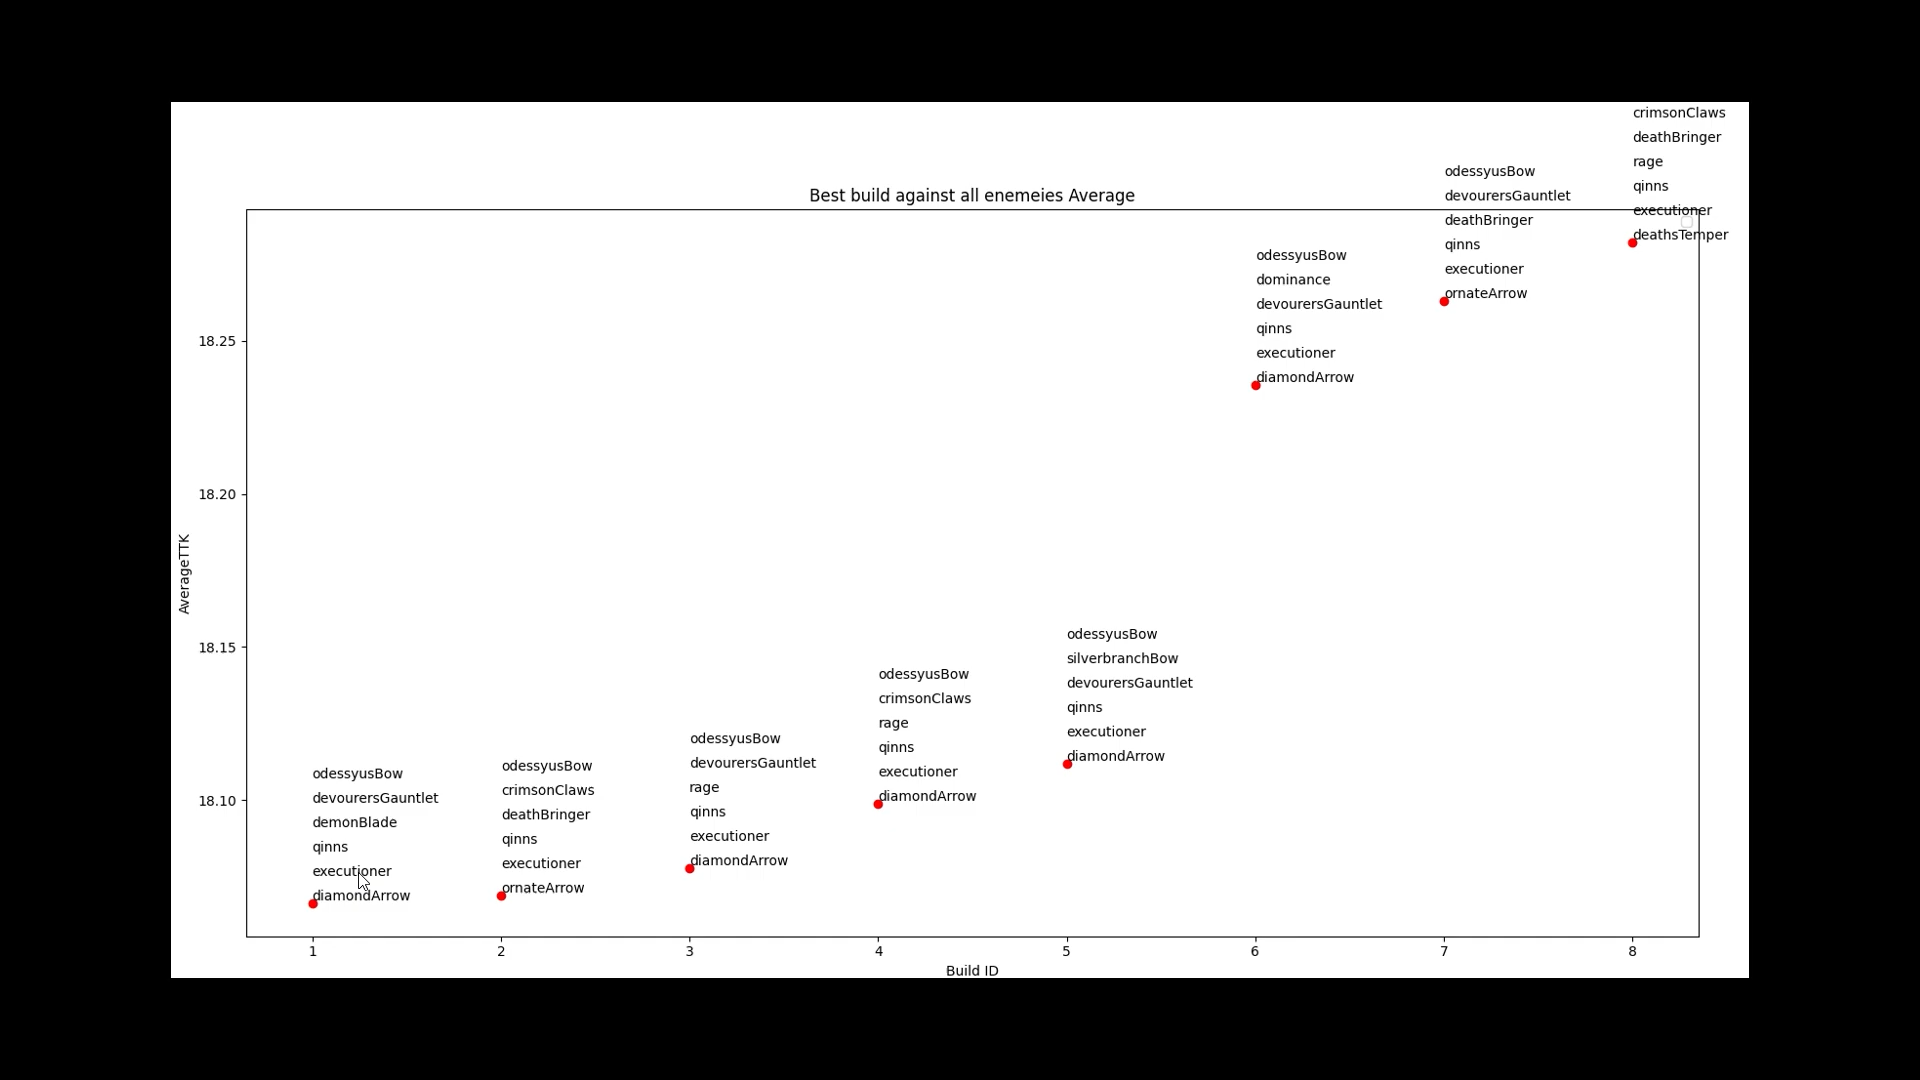 Best build against all enemeies Average
AverageTTK
18.25
18.20
18.15
18.10
odessyusBow
devourersGauntlet
demonBlade
qinns
executioner
diamondArrow
odessyusBow
crimsonClaws
deathBringer
qinns
executioner
ornateArrow
odessyusBow
devourersGauntlet
rage
qinns
executioner
diamondArrow
odessyusBow
crimsonClaws
rage
qinns
executioner
diamondArrow
odessyusBow
silverbranchBow
devourersGauntlet
qinns
executioner
diamondArrow
odessyusBow
dominance
devourersGauntlet
qinns
executioner
diamondArrow
odessyusBow
devourersGauntlet
deathBringer
qinns
executioner
ornateArrow
crimsonClaws
deathBringer
rage
qinns
executioner
deathsTemper
1 2 3 4 5 6 7 8
Build ID